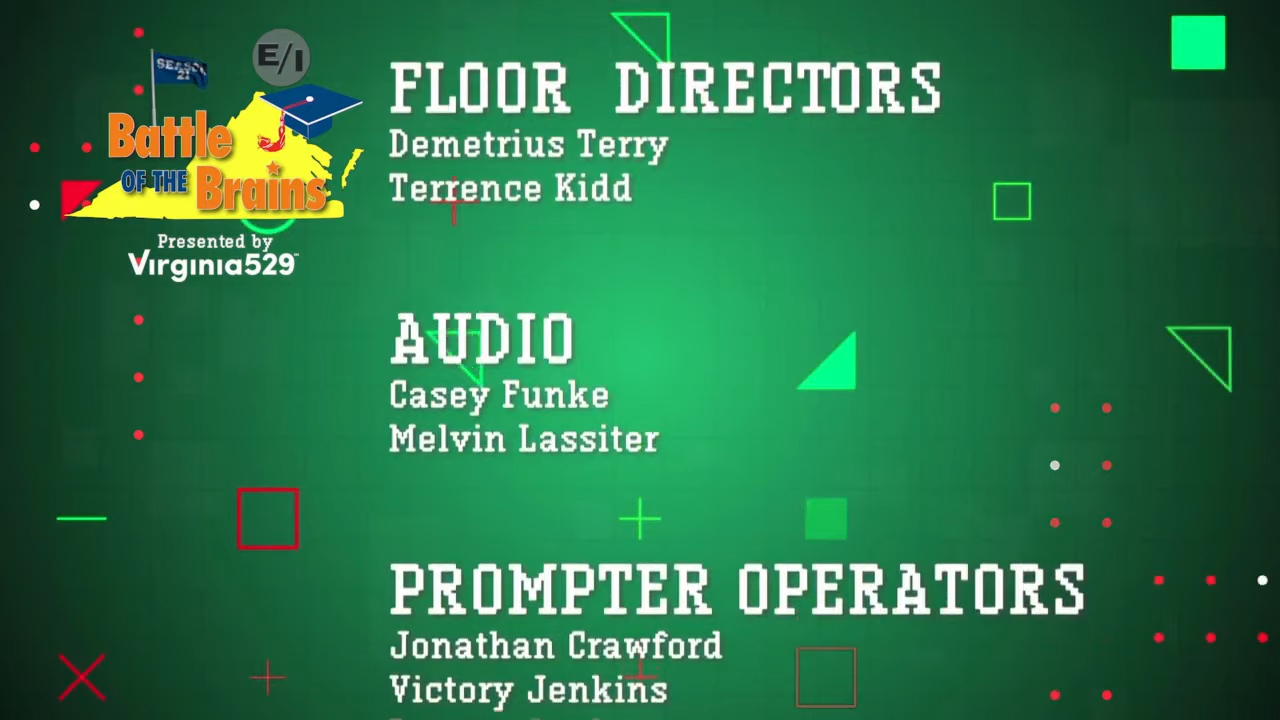 SEASON
21
E/I
Battle
OF THE
Brains
Presented by
Virginia529
FLOOR DIRECTORS
Demetrius Terry
Terrence Kidd
AUDIO
Casey Funke
Melvin Lassiter
PROMPTER OPERATORS
Jonathan Crawford
Victory Jenkins